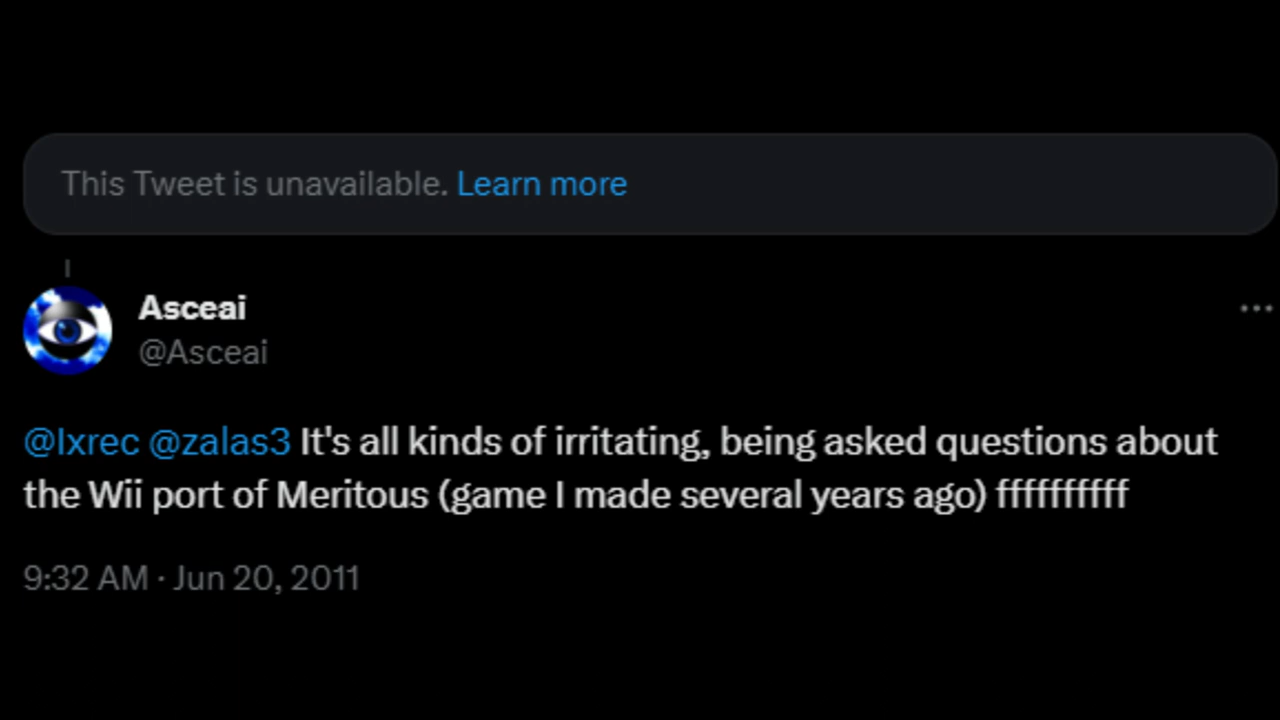 This Tweet is unavailable. Learn more
Asceai
@Asceai
@Ixrec @zalas3 It's all kinds of irritating, being asked questions about
the Wii port of Meritous (game I made several years ago) ffffffffff
9:32 AM · Jun 20, 2011